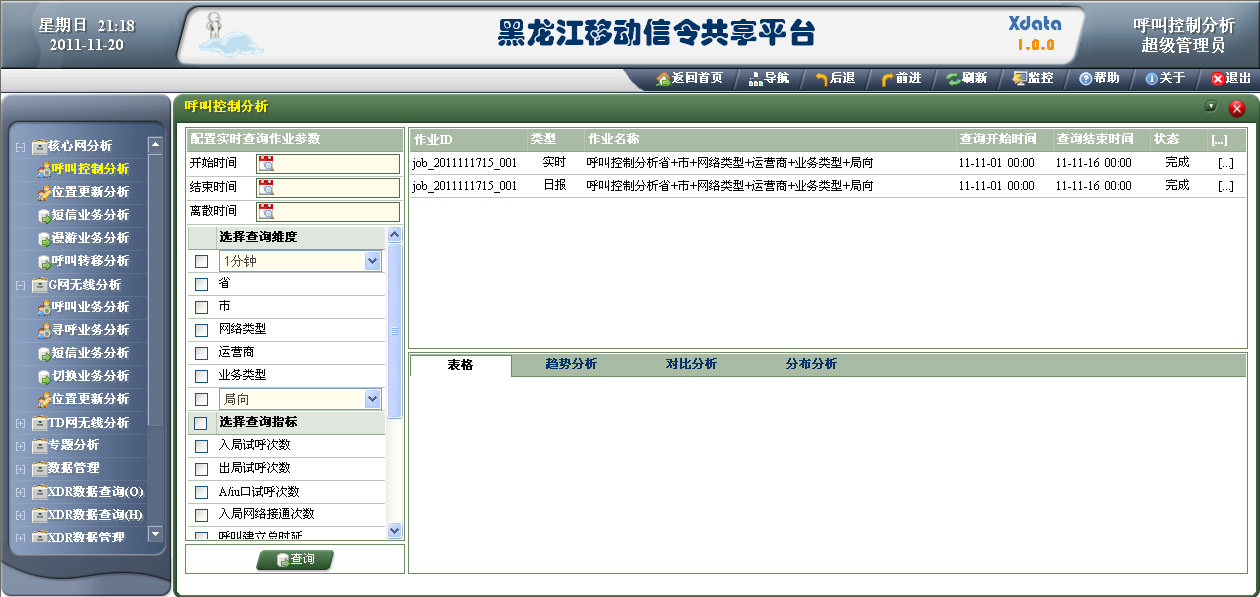 星期日 21:18
2011-11-20
黑龙江移动信令共享平台
Xdata
1.0.0
呼叫控制分析
超级管理员
返回首页 导航 后退 前进 刷新 监控 帮助 关于 退出
核心网分析
呼叫控制分析
位置更新分析
短信业务分析
漫游业务分析
呼叫转移分析
G网无线分析
呼叫业务分析
寻呼业务分析
短信业务分析
切换业务分析
位置更新分析
TD网无线分析
专题分析
数据管理
XDR数据查询(O)
XDR数据查询(H)
XDR数据管理
呼叫控制分析
配置实时查询作业参数
开始时间
结束时间
离散时间
选择查询维度
1分钟
省
市
网络类型
运营商
业务类型
局向
选择查询指标
入局试呼次数
出局试呼次数
A/iu口试呼次数
入局网络接通次数
呼叫建立总时延
查询
作业ID 类型 作业名称 查询开始时间 查询结束时间 状态 [...]
job_2011111715_001 实时 呼叫控制分析省+市+网络类型+运营商+业务类型+局向 11-11-01 00:00 11-11-16 00:00 完成 [...]
job_2011111715_001 日报 呼叫控制分析省+市+网络类型+运营商+业务类型+局向 11-11-01 00:00 11-11-16 00:00 完成 [...]
表格 趋势分析 对比分析 分布分析